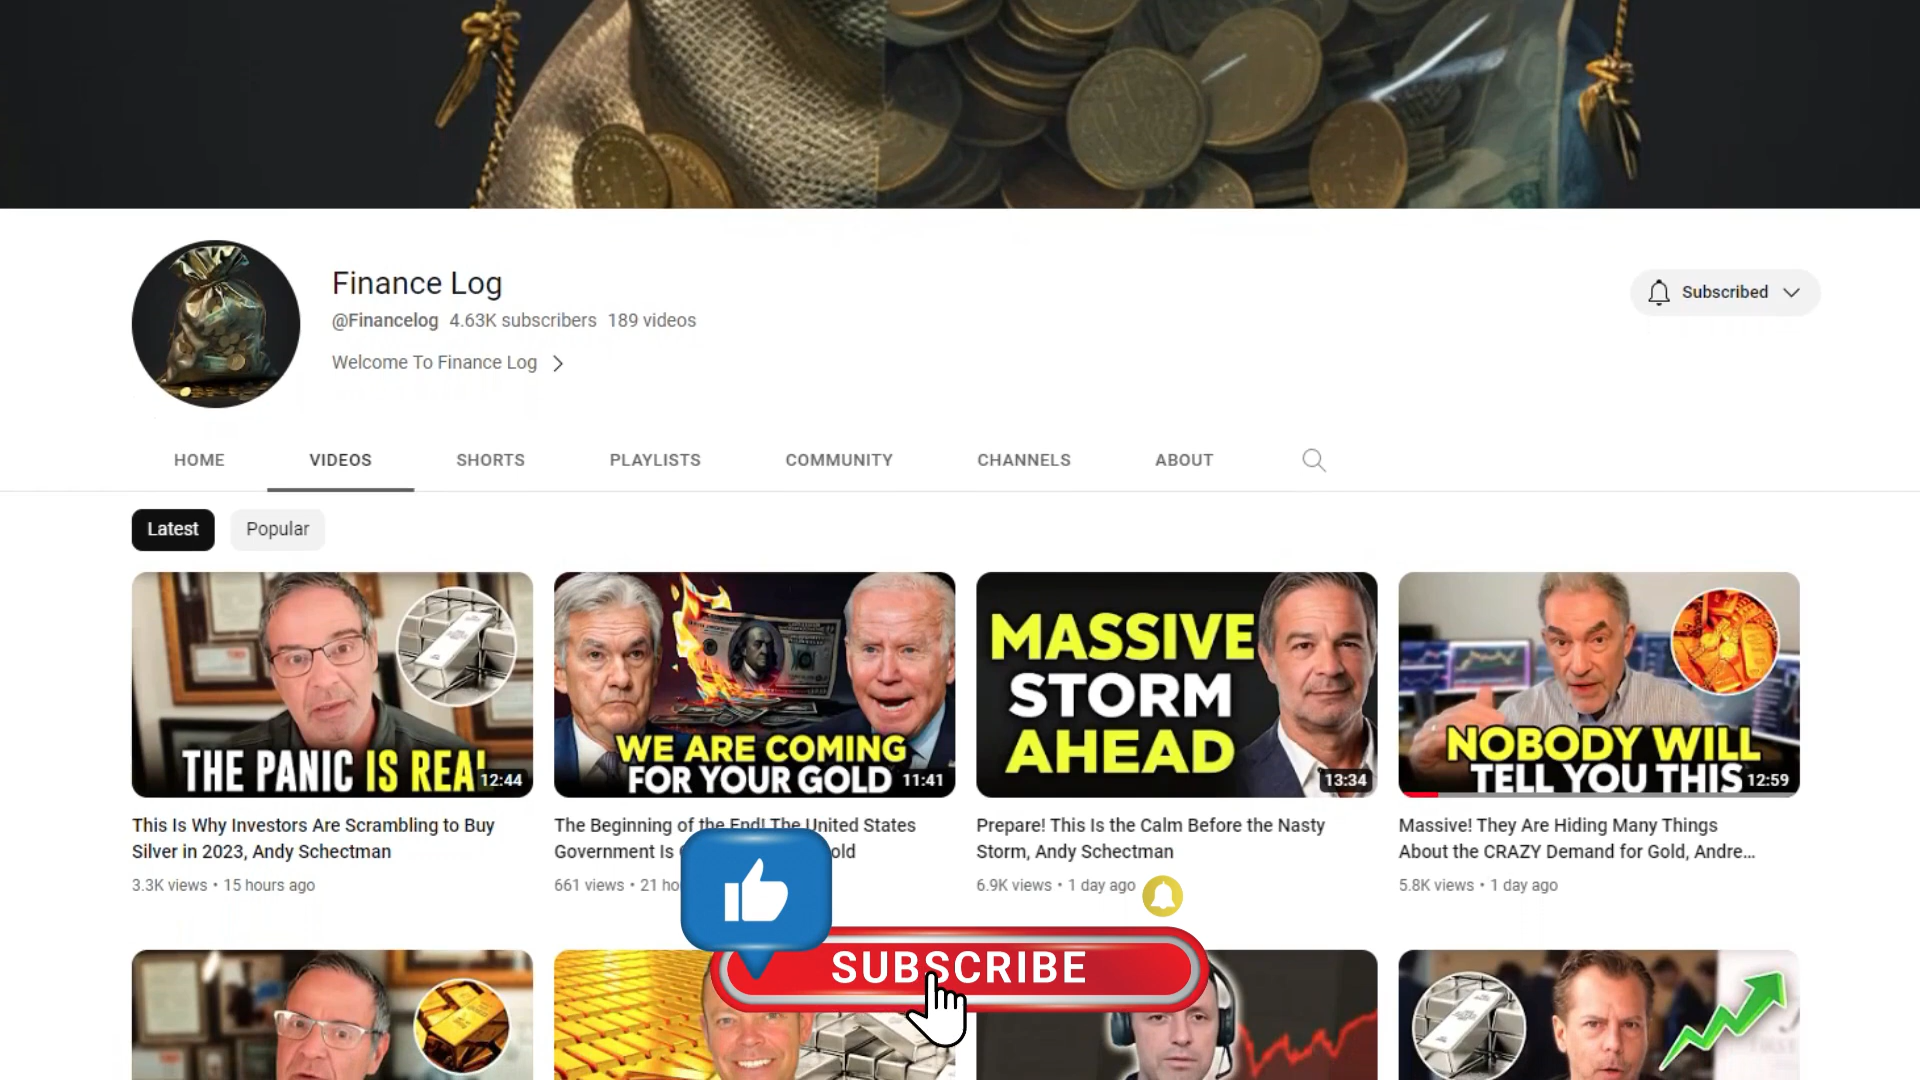 Finance Log
Subscribed
@Financelog 4.63K subscribers 189 videos
Welcome To Finance Log
HOME VIDEOS SHORTS PLAYLISTS COMMUNITY CHANNELS ABOUT
Latest Popular
THE PANIC IS REAL
12:44
WE ARE COMING
FOR YOUR GOLD
11:41
MASSIVE
STORM
AHEAD
13:34
NOBODY WILL
TELL YOU THIS
12:59
This Is Why Investors Are Scrambling to Buy
Silver in 2023, Andy Schectman
3.3K views • 15 hours ago
The Beginning of the End! The United States
Government Is
661 views • 21
Prepare! This Is the Calm Before the Nasty
Storm, Andy Schectman
6.9K views • 1 day ago
Massive! They Are Hiding Many Things
About the CRAZY Demand for Gold, Andre...
5.8K views • 1 day ago
SUBSCRIBE